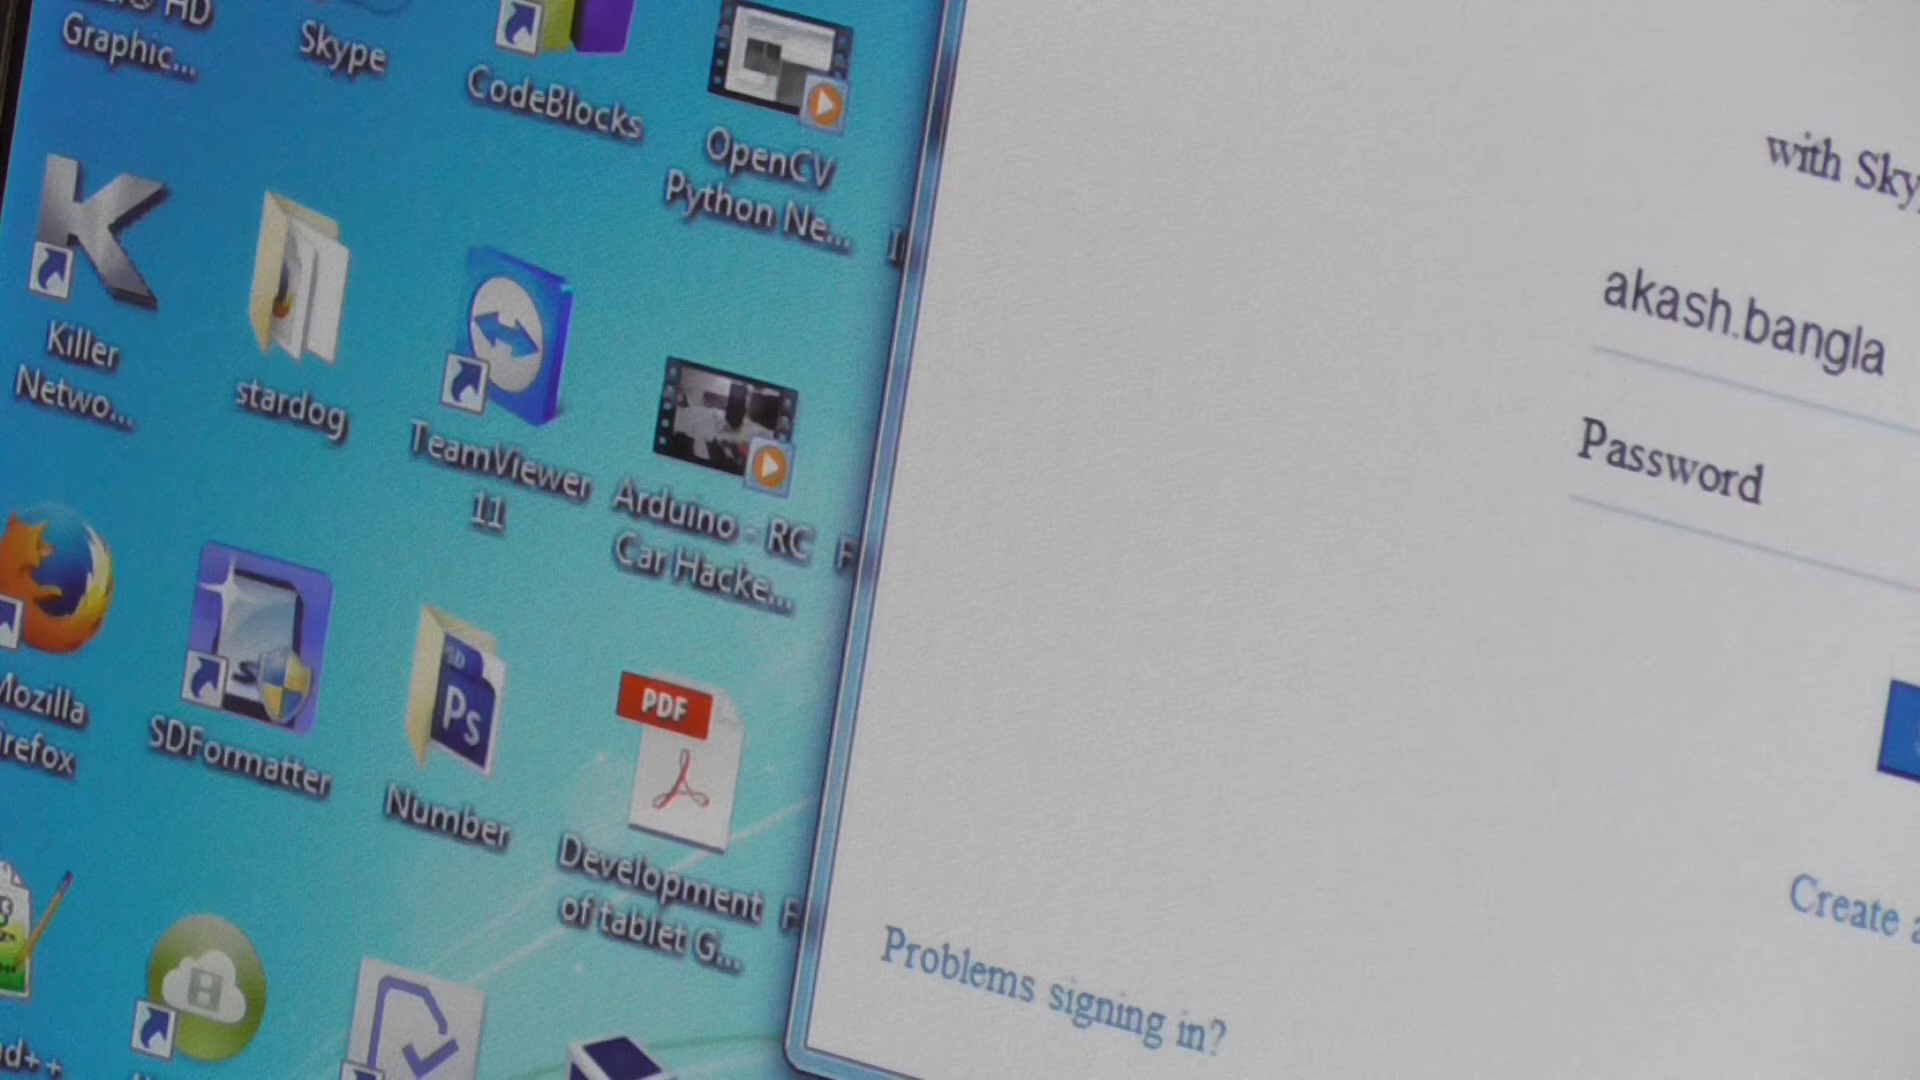 HD
Graphic...
Skype
CodeBlocks
OpenCV
Python Ne...
Killer
Netwo...
stardog
TeamViewer
11
Arduino - RC
Car Hacke...
Mozilla
Firefox
SDFormatter
Ps
Number
PDF
Development
of tablet G...
with Sky
akash.bangla
Password
Create a
Problems signing in?